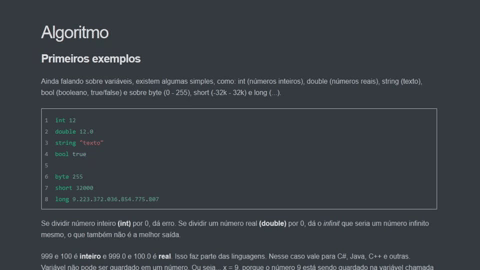 Algoritmo
Primeiros exemplos
Ainda falando sobre variáveis, existem algumas simples, como: int (números inteiros), double (números reais), string (texto),
bool (booleano, true/false) e sobre byte (0 - 255), short (-32k - 32k) e long (...).
1 int 12
2 double 12.0
3 string "texto"
4 bool true
5
6 byte 255
7 short 32000
8 long 9.223.372.036.854.775.807
Se dividir número inteiro (int) por 0, dá erro. Se dividir um número real (double) por 0, dá o infinit que seria um número infinito
mesmo, o que também não é a melhor saída.
999 e 100 é inteiro e 999.0 e 100.0 é real. Isso faz parte das linguagens. Nesse caso vale para C#, Java, C++ e outras.
Variável não pode ser guardado em um número. Ou seja... x = 9, porque o número 9 está sendo guardado na variável chamada